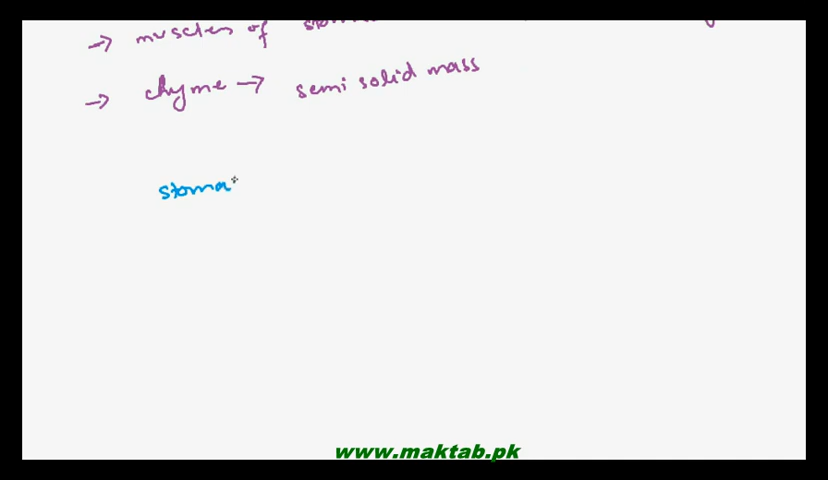 → muscles of
→ chyme → semi solid mass
stoma
www.maktab.pk